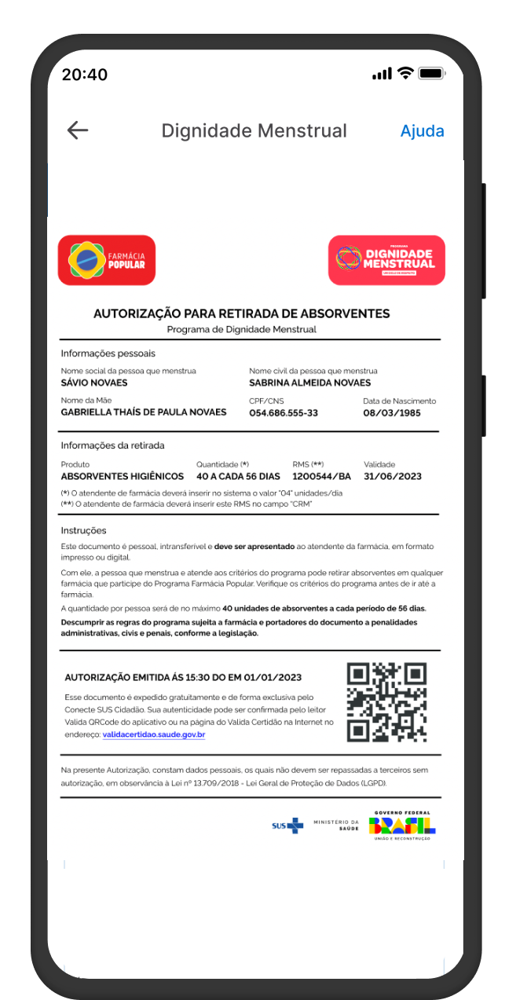 20:40
Dignidade Menstrual Ajuda
FARMÁCIA
POPULAR
PROGRAMA
DIGNIDADE
MENSTRUAL
AUTORIZAÇÃO PARA RETIRADA DE ABSORVENTES
Programa de Dignidade Menstrual
Informações pessoais
Nome social da pessoa que menstrua Nome civil da pessoa que menstrua
SÁVIO NOVAES SABRINA ALMEIDA NOVAES
Nome da Mãe CPF/CNS Data de Nascimento
GABRIELLA THAÍS DE PAULA NOVAES 054.686.555-33 08/03/1985
Informações da retirada
Produto Quantidade (*) RMS (**) Validade
ABSORVENTES HIGIÊNICOS 40 A CADA 56 DIAS 1200544/BA 31/06/2023
(*) O atendente de farmácia deverá inserir no sistema o valor "04" unidades/dia
(**) O atendente de farmácia deverá inserir este RMS no campo "CRM"
Instruções
Este documento é pessoal, intransferível e deve ser apresentado ao atendente da farmácia, em formato
impresso ou digital.
Com ele, a pessoa que menstrua e atende aos critérios do programa pode retirar absorventes em qualquer
farmácia que participe do Programa Farmácia Popular. Verifique os critérios do programa antes de ir até a
farmácia.
A quantidade por pessoa será de no máximo 40 unidades de absorventes a cada período de 56 dias.
Descumprir as regras do programa sujeita a farmácia e portadores do documento a penalidades
administrativas, civis e penais, conforme a legislação.
AUTORIZAÇÃO EMITIDA ÁS 15:30 DO EM 01/01/2023
Esse documento é expedido gratuitamente e de forma exclusiva pelo
Conecte SUS Cidadão. Sua autenticidade pode ser confirmada pelo leitor
Valida QRCode do aplicativo ou na página do Valida Certidão na Internet no
endereço: validacertidao.saude.gov.br
Na presente Autorização, constam dados pessoais, os quais não devem ser repassadas a terceiros sem
autorização, em observância à Lei nº 13.709/2018 - Lei Geral de Proteção de Dados (LGPD).
SUS
MINISTÉRIO DA
SAÚDE
GOVERNO FEDERAL
BRASIL
UNIÃO E RECONSTRUÇÃO